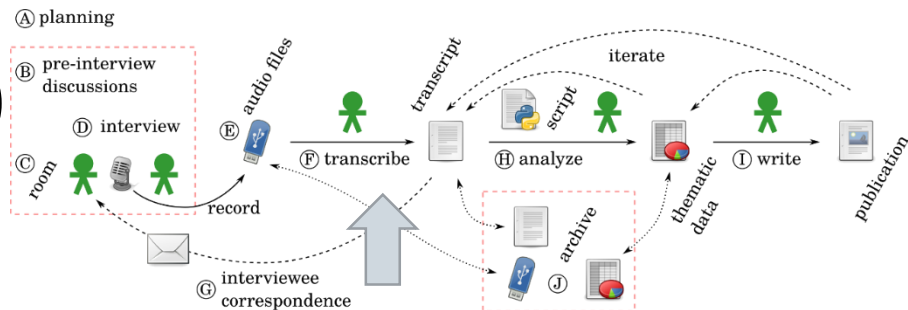 Ⓐ planning
Ⓑ pre-interview
discussions
Ⓓ interview
Ⓒ
room
record
audio files
Ⓔ
Ⓕ transcribe
transcript
iterate
script
Ⓗ analyze
thematic
data
Ⓘ write
publication
Ⓖ interviewee
correspondence
archive
Ⓙ